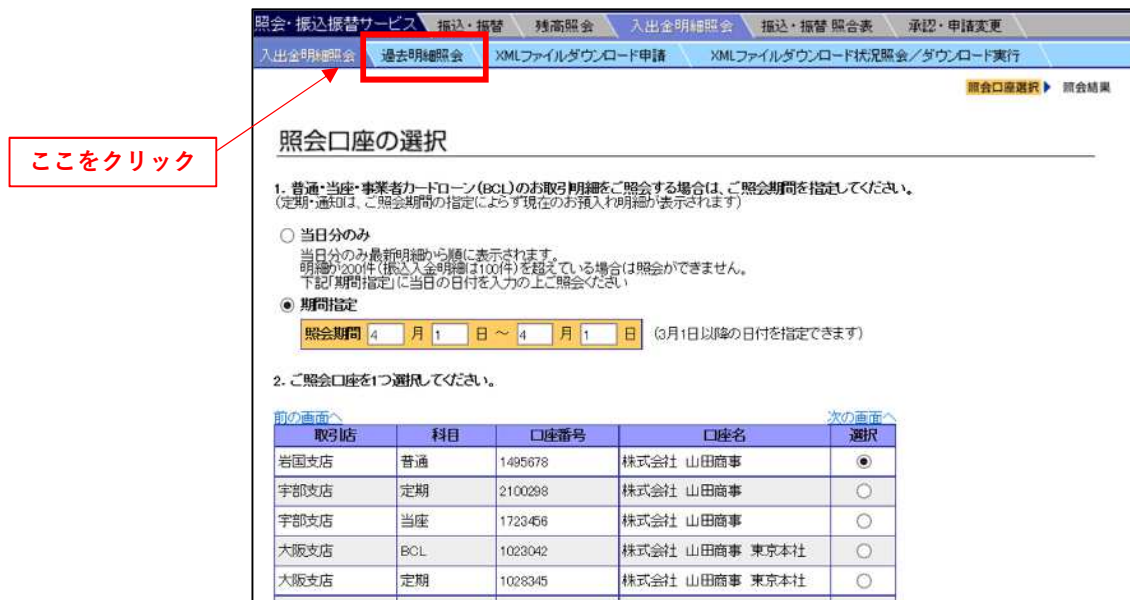 照会・振込振替サービス 振込・振替 残高照会 入出金明細照会 振込・振替 照合表 承認・申請変更
入出金明細照会 過去明細照会 XMLファイルダウンロード申請 XMLファイルダウンロード状況照会／ダウンロード実行
照会口座選択 照会結果
ここをクリック
照会口座の選択
1. 普通・当座・事業者カードローン(BCL)のお取引明細をご照会する場合は、ご照会期間を指定してください。
(定期・通知は、ご照会期間の指定によらず現在のお預入れ明細が表示されます)
当日分のみ
当日分のみ最新明細から順に表示されます。
明細が200件(振込入金明細は100件)を超えている場合は照会ができません。
下記「期間指定」に当日の日付を入力の上ご照会ください
期間指定
照会期間 4 月 1 日 ～ 4 月 1 日 (3月1日以降の日付を指定できます)
2. ご照会口座を1つ選択してください。
前の画面へ 次の画面へ
取引店 科目 口座番号 口座名 選択
岩国支店 普通 1495678 株式会社 山田商事
宇部支店 定期 2100298 株式会社 山田商事
宇部支店 当座 1723456 株式会社 山田商事
大阪支店 BCL 1023042 株式会社 山田商事 東京本社
大阪支店 定期 1028345 株式会社 山田商事 東京本社